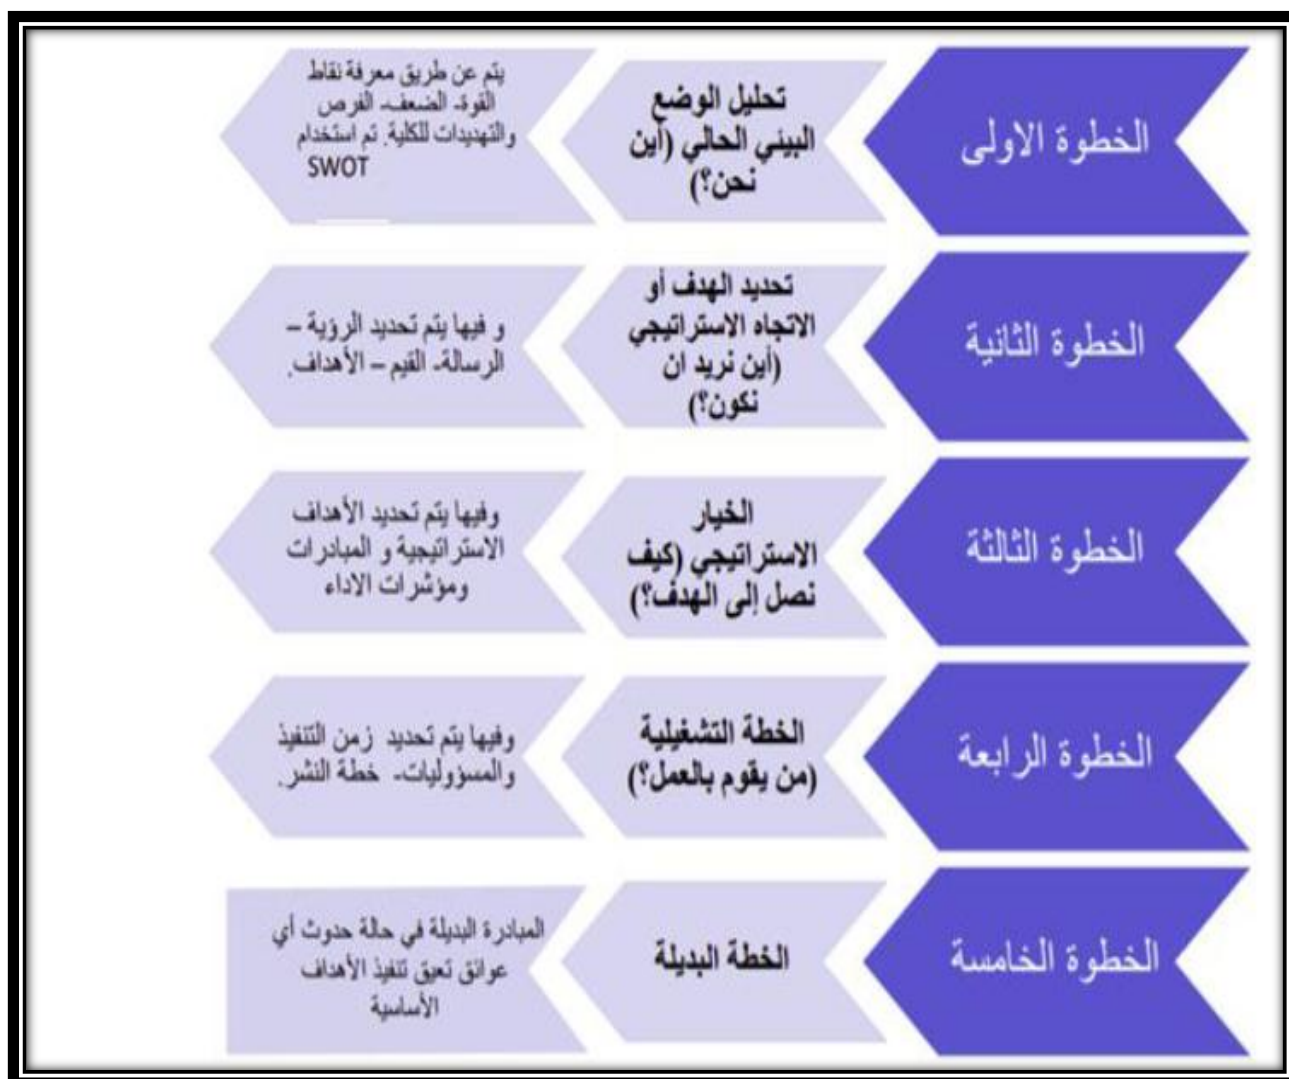 الخطوة الاولى
تحليل الوضع
البيئي الحالي (أين
نحن؟)
يتم عن طريق معرفة نقاط
القوة- الضعف- الفرص
والتهديدات للكلية. تم استخدام
SWOT
الخطوة الثانية
تحديد الهدف أو
الاتجاه الاستراتيجي
(أين نريد ان
نكون؟)
و فيها يتم تحديد الرؤية –
الرسالة- القيم – الأهداف.
الخطوة الثالثة
الخيار
الاستراتيجي (كيف
نصل إلى الهدف؟)
وفيها يتم تحديد الأهداف
الاستراتيجية و المبادرات
ومؤشرات الاداء
الخطوة الرابعة
الخطة التشغيلية
(من يقوم بالعمل؟)
وفيها يتم تحديد زمن التنفيذ
والمسؤوليات- خطة النشر.
الخطوة الخامسة
الخطة البديلة
المبادرة البديلة في حالة حدوث أي
عوائق تعيق تنفيذ الأهداف
الأساسية